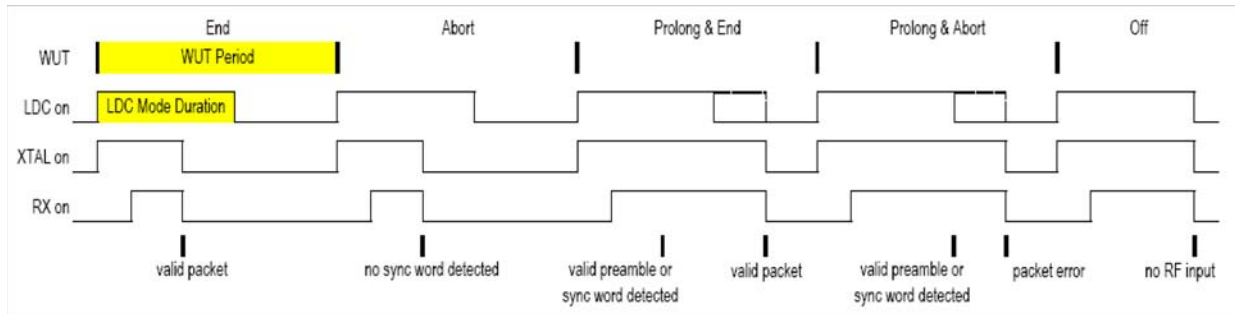 End Abort Prolong & End Prolong & Abort Off
WUT WUT Period
LDC on LDC Mode Duration
XTAL on
RX on
valid packet no sync word detected valid preamble or valid packet valid preamble or packet error no RF input
sync word detected sync word detected